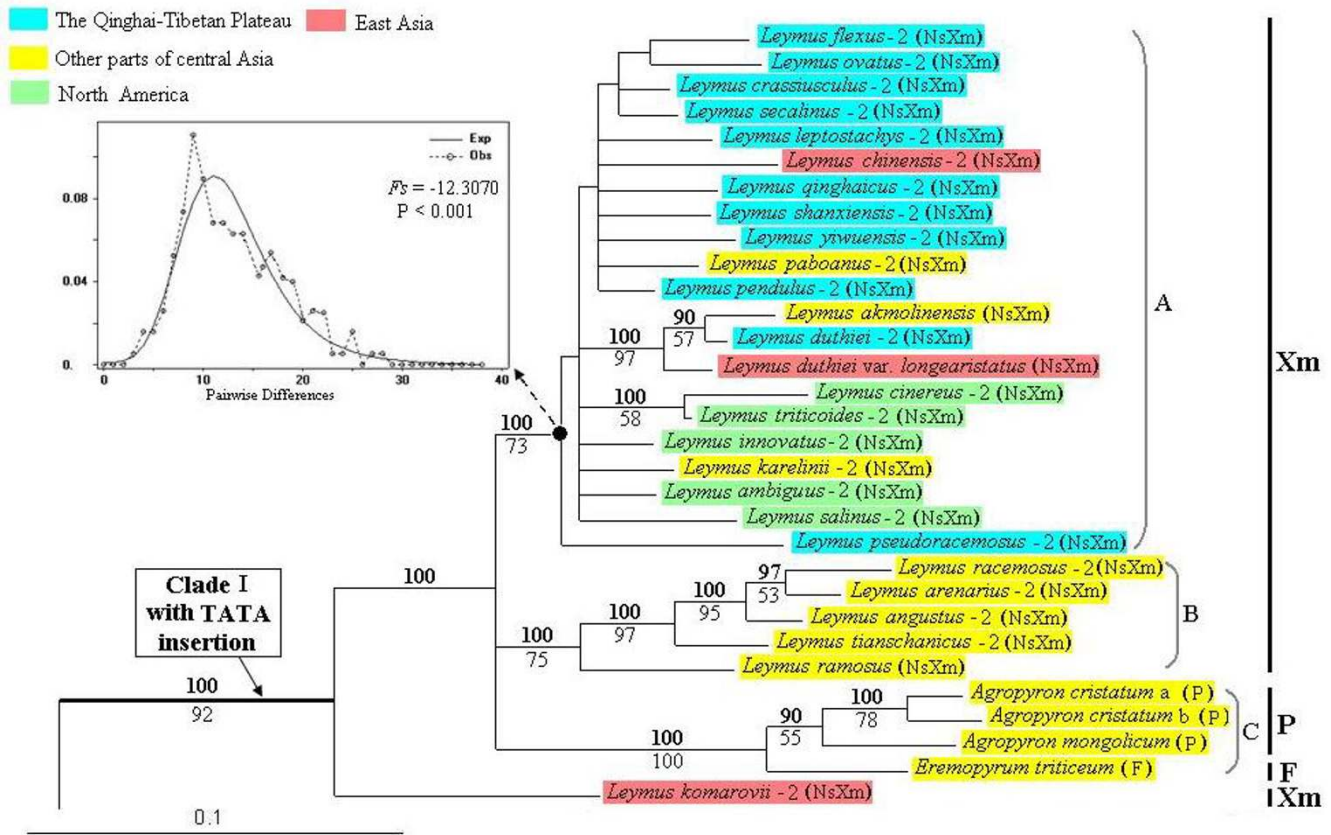 The Qinghai-Tibetan Plateau
East Asia
Other parts of central Asia
North America
Exp
Obs
Fs = -12.3070
P < 0.001
0.08
0.04
0.
0
10
20
30
40
Pairwise Differences
Leymus flexus - 2 (NsXm)
Leymus ovatus - 2 (NsXm)
Leymus crassiusculus - 2 (NsXm)
Leymus secalinus - 2 (NsXm)
Leymus leptostachys - 2 (NsXm)
Leymus chinensis - 2 (NsXm)
Leymus qinghaicus - 2 (NsXm)
Leymus shanxiensis - 2 (NsXm)
Leymus yiwuensis - 2 (NsXm)
Leymus paboanus - 2 (NsXm)
Leymus pendulus - 2 (NsXm)
Leymus akmolinensis (NsXm)
Leymus duthiei - 2 (NsXm)
Leymus duthiei var. longearistatus (NsXm)
Leymus cinereus - 2 (NsXm)
Leymus triticoides - 2 (NsXm)
Leymus innovatus - 2 (NsXm)
Leymus karelinii - 2 (NsXm)
Leymus ambiguus - 2 (NsXm)
Leymus salinus - 2 (NsXm)
Leymus pseudoracemosus - 2 (NsXm)
Leymus racemosus - 2 (NsXm)
Leymus arenarius - 2 (NsXm)
Leymus angustus - 2 (NsXm)
Leymus tianschanicus - 2 (NsXm)
Leymus ramosus (NsXm)
Agropyron cristatum a (P)
Agropyron cristatum b (P)
Agropyron mongolicum (P)
Eremopyrum triticeum (F)
Leymus komarovii - 2 (NsXm)
A
B
C
Xm
P
F
Xm
90
57
100
97
100
58
100
73
97
53
100
95
100
97
100
75
100
100
78
90
55
100
100
Clade I
with TATA
insertion
100
92
0.1